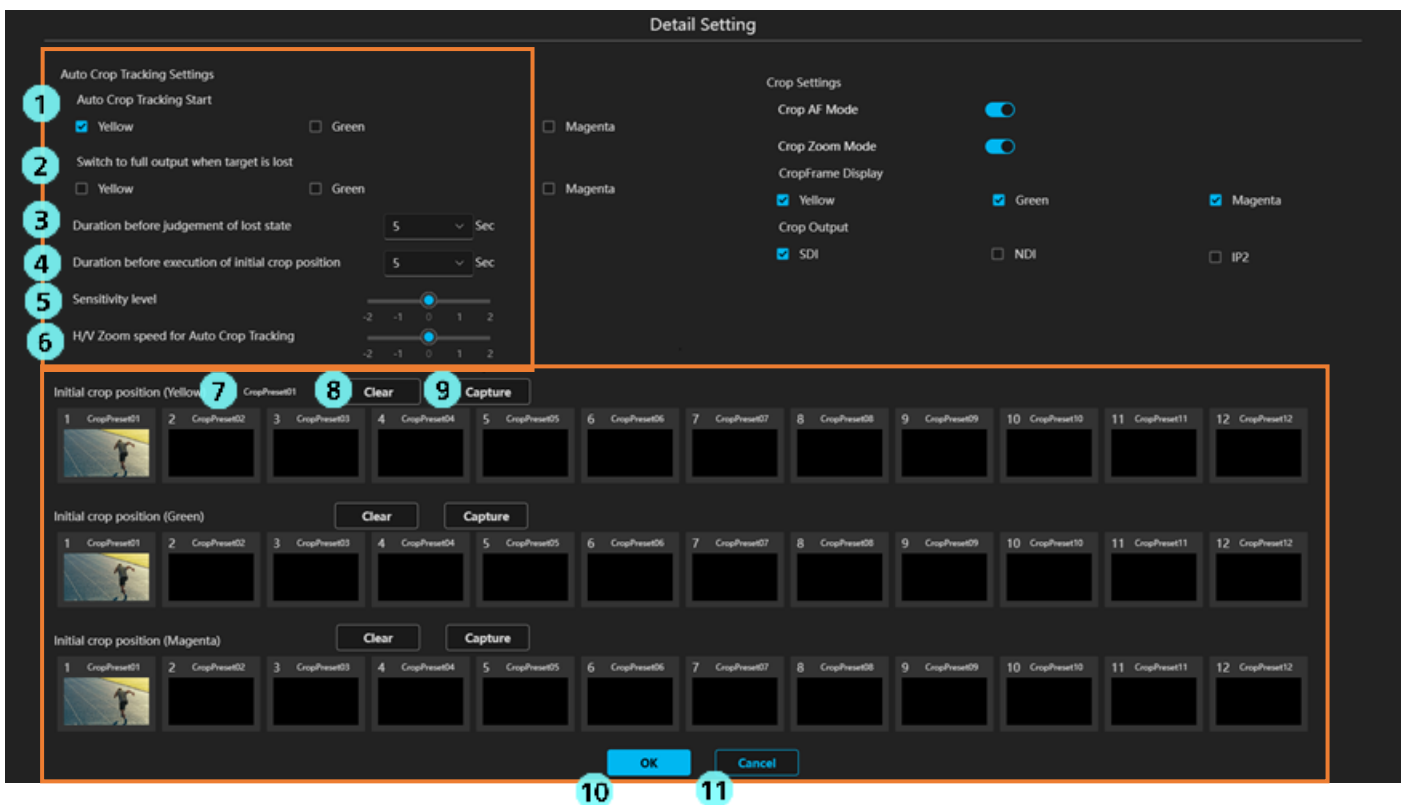 Detail Setting
Auto Crop Tracking Settings
1 Auto Crop Tracking Start
Yellow Green Magenta
2 Switch to full output when target is lost
Yellow Green Magenta
3 Duration before judgement of lost state 5 Sec
4 Duration before execution of initial crop position 5 Sec
5 Sensitivity level
-2 -1 0 1 2
6 H/V Zoom speed for Auto Crop Tracking
-2 -1 0 1 2
Crop Settings
Crop AF Mode
Crop Zoom Mode
CropFrame Display
Yellow Green Magenta
Crop Output
SDI NDI IP2
Initial crop position (Yellow 7 CropPreset01 8 Clear 9 Capture
1 CropPreset01 2 CropPreset02 3 CropPreset03 4 CropPreset04 5 CropPreset05 6 CropPreset06 7 CropPreset07 8 CropPreset08 9 CropPreset09 10 CropPreset10 11 CropPreset11 12 CropPreset12
Initial crop position (Green) Clear Capture
1 CropPreset01 2 CropPreset02 3 CropPreset03 4 CropPreset04 5 CropPreset05 6 CropPreset06 7 CropPreset07 8 CropPreset08 9 CropPreset09 10 CropPreset10 11 CropPreset11 12 CropPreset12
Initial crop position (Magenta) Clear Capture
1 CropPreset01 2 CropPreset02 3 CropPreset03 4 CropPreset04 5 CropPreset05 6 CropPreset06 7 CropPreset07 8 CropPreset08 9 CropPreset09 10 CropPreset10 11 CropPreset11 12 CropPreset12
OK Cancel
10 11